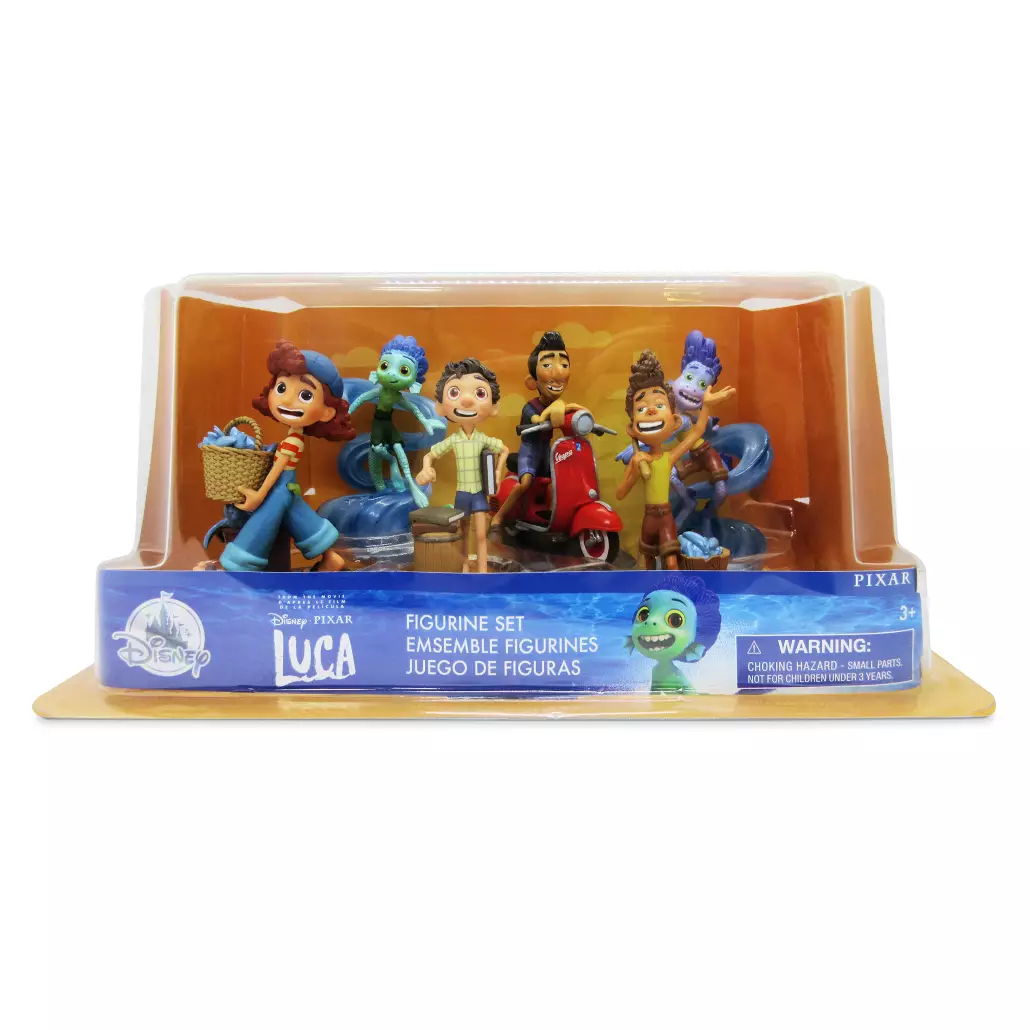 Vespa
PIXAR
3+
Disney
FROM THE MOVIE
D'APRÈS LE FILM
DE LA PELÍCULA
Disney • PIXAR
LUCA
FIGURINE SET
EMSEMBLE FIGURINES
JUEGO DE FIGURAS
WARNING:
CHOKING HAZARD - SMALL PARTS.
NOT FOR CHILDREN UNDER 3 YEARS.